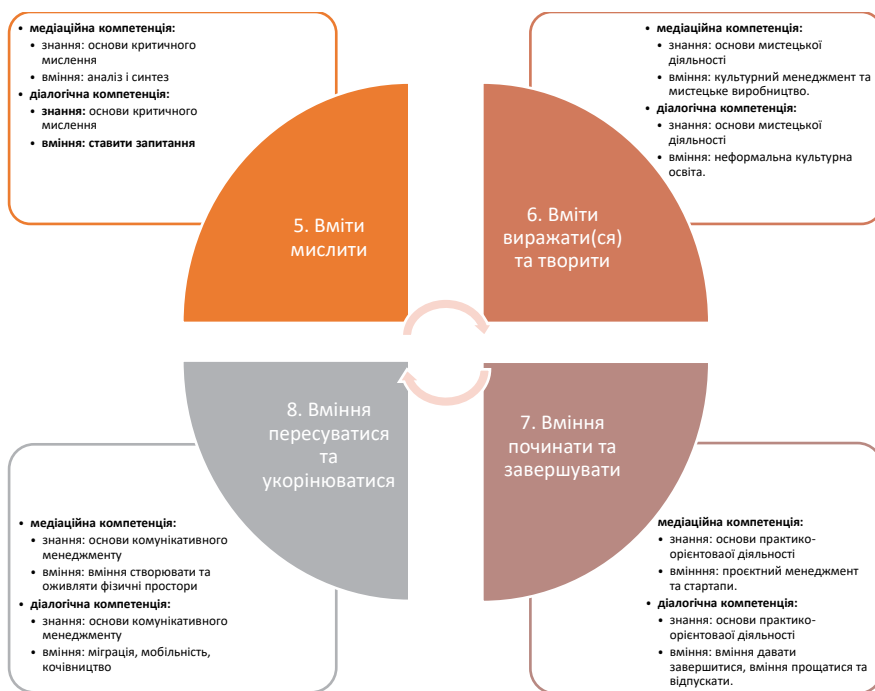 • медіаційна компетенція:
• знання: основи критичного
мислення
• вміння: аналіз і синтез
• діалогічна компетенція:
• знання: основи критичного
мислення
• вміння: ставити запитання
• медіаційна компетенція:
• знання: основи мистецької
діяльності
• вміння: культурний менеджмент та
мистецьке виробництво.
• діалогічна компетенція:
• знання: основи мистецької
діяльності
• вміння: неформальна культурна
освіта.
5. Вміти
мислити
6. Вміти
виражати(ся)
та творити
8. Вміння
пересуватися
та
укорінюватися
7. Вміння
починати та
завершувати
• медіаційна компетенція:
• знання: основи комунікативного
менеджменту
• вміння: вміння створювати та
оживляти фізичні простори
• діалогічна компетенція:
• знання: основи комунікативного
менеджменту
• вміння: міграція, мобільність,
кочівництво
медіаційна компетенція:
• знання: основи практико-
орієнтоваої діяльності
• вмінння: проєктний менеджмент
та стартапи.
• діалогічна компетенція:
• знання: основи практико-
орієнтоваої діяльності
• вміння: вміння давати
завершитися, вміння прощатися та
відпускати.